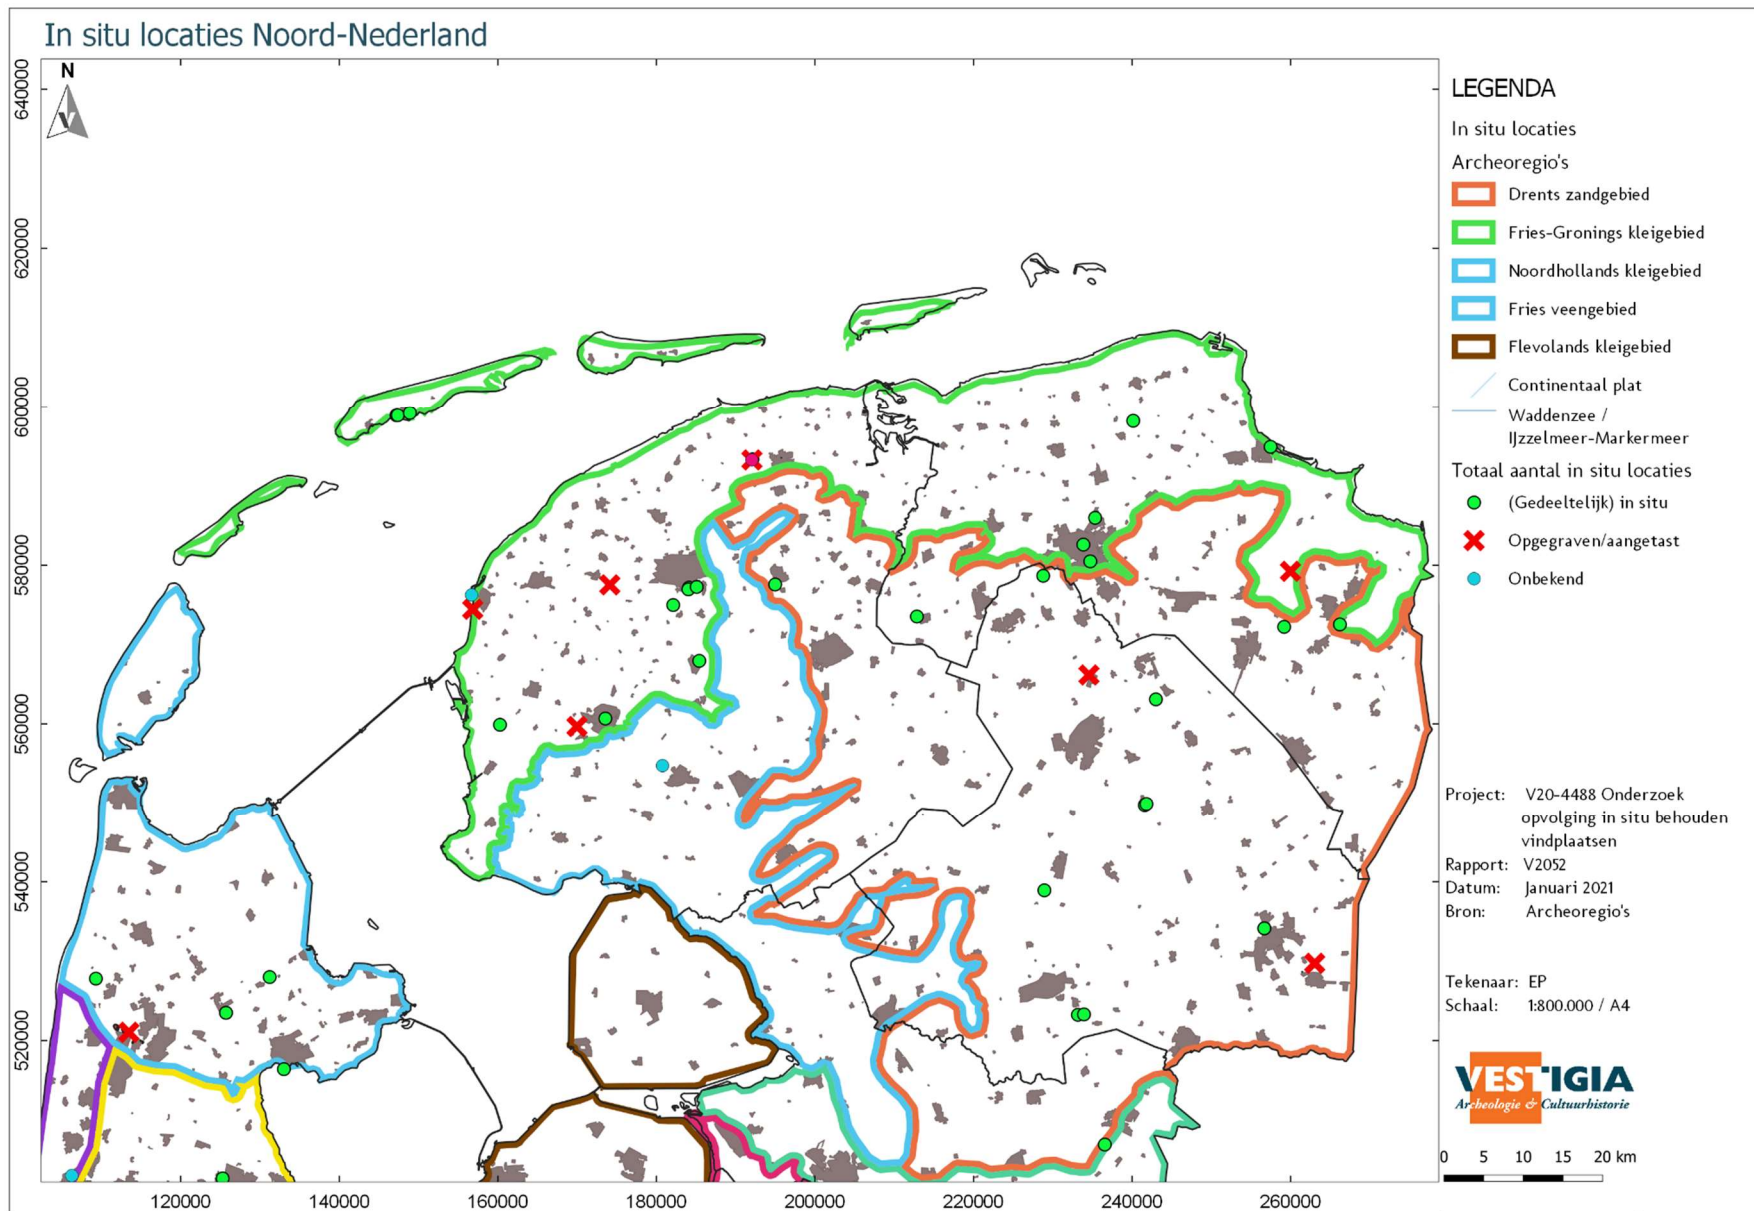 In situ locaties Noord-Nederland
N
640000
620000
600000
580000
560000
540000
520000
120000
140000
160000
180000
200000
220000
240000
260000
LEGENDA
In situ locaties
Archeoregio's
Drents zandgebied
Fries-Gronings kleigebied
Noordhollands kleigebied
Fries veengebied
Flevolands kleigebied
Continentaal plat
Waddenzee /
IJzzelmeer-Markermeer
Totaal aantal in situ locaties
(Gedeeltelijk) in situ
Opgegraven/aangetast
Onbekend
Project: V20-4488 Onderzoek
opvolging in situ behouden
vindplaatsen
Rapport: V2052
Datum: Januari 2021
Bron: Archeoregio's
Tekenaar: EP
Schaal: 1:800.000 / A4
VESTIGIA
Archeologie & Cultuurhistorie
0 5 10 15 20 km